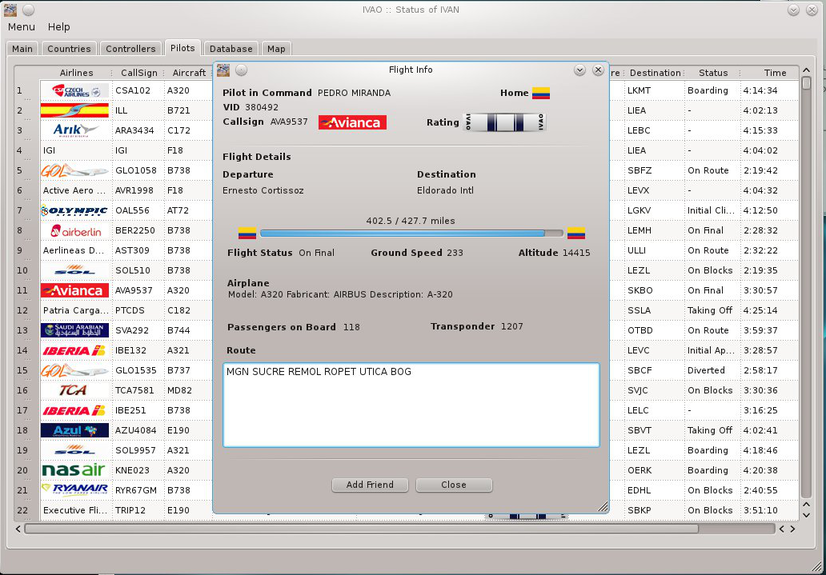 IVAO :: Status of IVAN
Menu Help
Main Countries Controllers Pilots Database Map
Airlines CallSign Aircraft Destination Status Time
1 CZECH AIRLINES CSA102 A320 LKMT Boarding 4:14:34
2 ILL B721 LIEA - 4:02:13
3 Arik ARA3434 C172 LEBC - 4:15:33
4 IGI IGI F18 LIEA - 4:04:02
5 GOL GLO1058 B738 SBFZ On Route 2:19:42
6 Active Aero ... AVR1998 F18 LEVX - 4:04:32
7 OLYMPIC OAL556 AT72 LGKV Initial Cli... 4:12:50
8 airberlin BER2250 B738 LEMH On Final 2:28:32
9 Aerlineas D... AST309 B738 ULLI On Route 2:32:22
10 SOL SOL510 B738 LEZL On Blocks 2:19:35
11 Avianca AVA9537 A320 SKBO On Final 3:30:57
12 Patria Carga... PTCDS C182 SSLA Taking Off 4:25:14
13 SAUDI ARABIAN SVA292 B744 OTBD On Route 3:59:37
14 IBERIA IBE132 A321 LEVC Initial Ap... 3:28:57
15 GOL GLO1535 B737 SBCF Diverted 2:58:17
16 TCA TCA7581 MD82 SVJC On Blocks 3:30:36
17 IBERIA IBE251 B738 LELC - 3:16:25
18 Azul AZU4084 E190 SBVT Taking Off 4:02:41
19 SOL SOL9957 A321 LEZL Boarding 4:18:46
20 nas air KNE023 A320 OERK Boarding 4:20:38
21 RYANAIR RYR67GM B738 EDHL On Blocks 2:40:55
22 Executive Fli... TRIP12 E190 SBKP On Blocks 3:51:10
Flight Info
Pilot in Command PEDRO MIRANDA Home
VID 380492
Callsign AVA9537 Avianca Rating IVAO IVAO
Flight Details
Departure Destination
Ernesto Cortissoz Eldorado Intl
402.5 / 427.7 miles
Flight Status On Final Ground Speed 233 Altitude 14415
Airplane
Model: A320 Fabricant: AIRBUS Description: A-320
Passengers on Board 118 Transponder 1207
Route
MGN SUCRE REMOL ROPET UTICA BOG
Add Friend Close